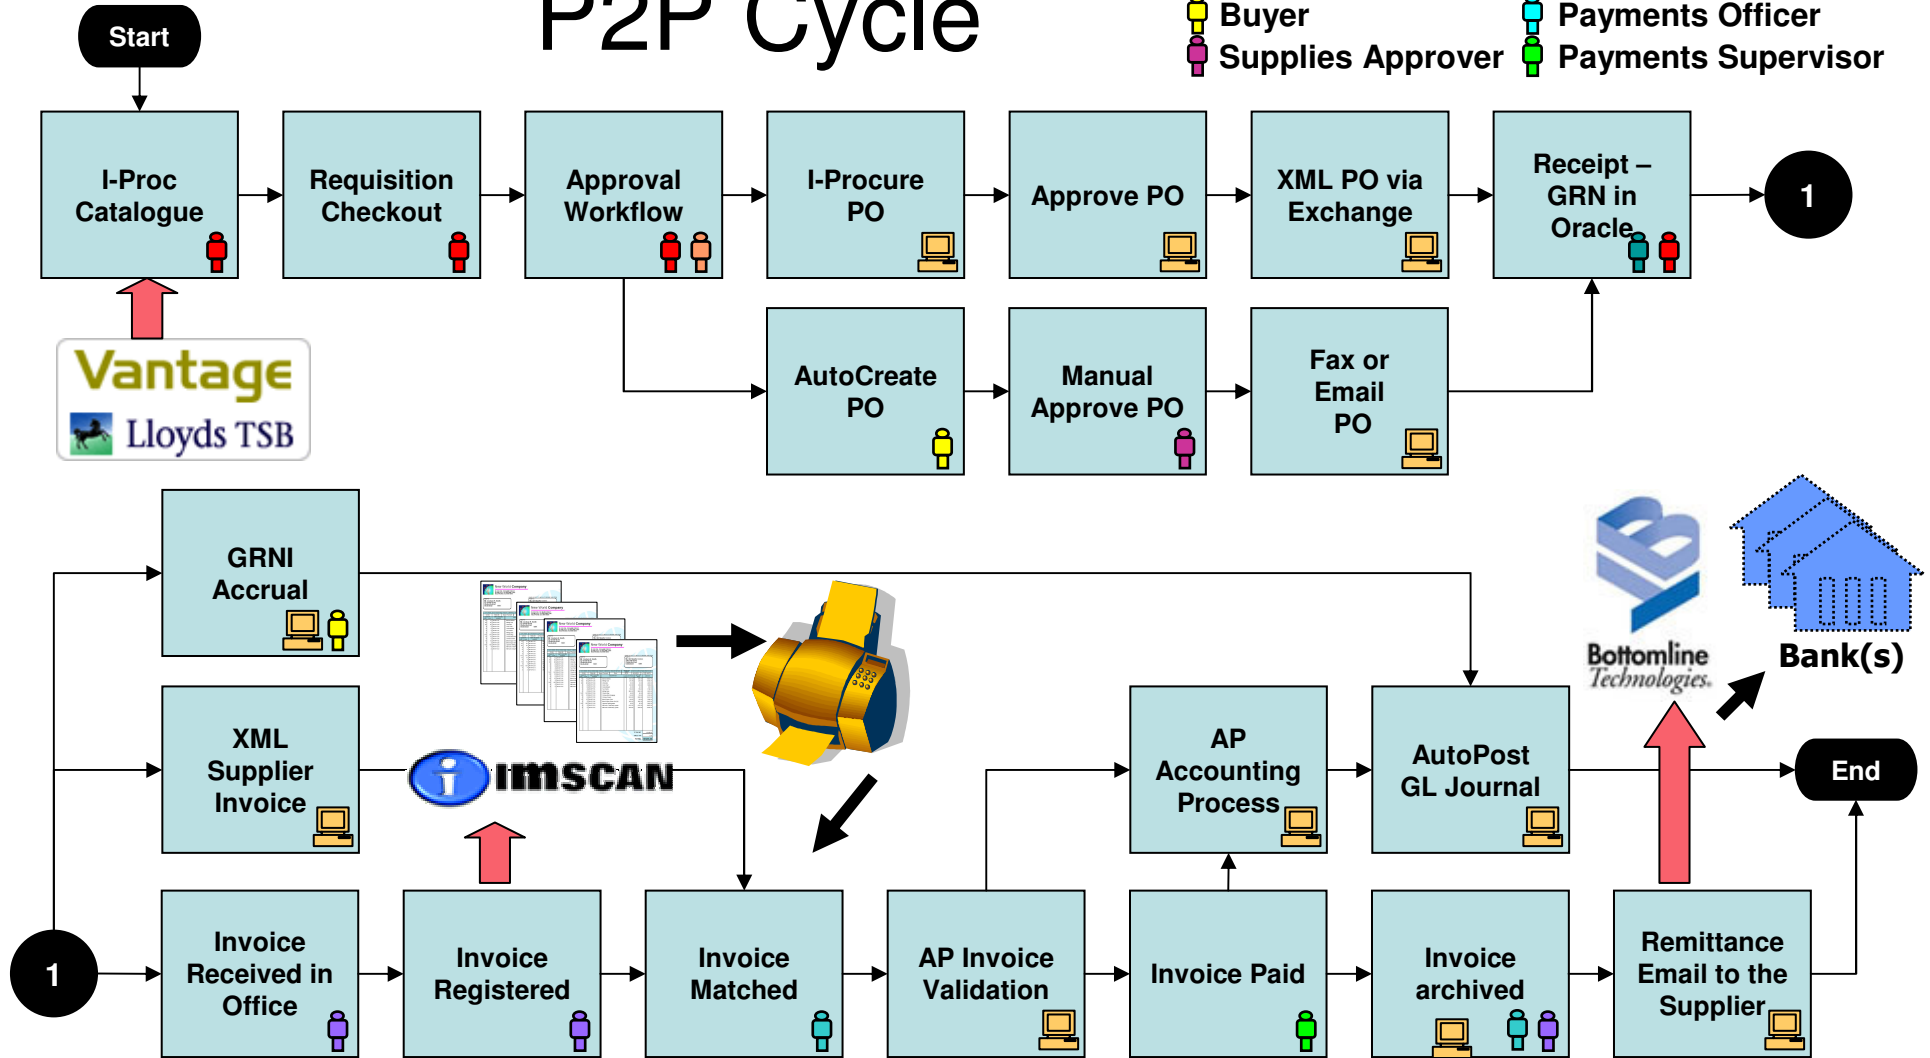 P2P Cycle
Buyer
Payments Officer
Supplies Approver
Payments Supervisor
Start
I-Proc
Catalogue
Requisition
Checkout
Approval
Workflow
I-Procure
PO
Approve PO
XML PO via
Exchange
Receipt –
GRN in
Oracle
1
Vantage
Lloyds TSB
AutoCreate
PO
Manual
Approve PO
Fax or
Email
PO
GRNI
Accrual
Bottomline
Technologies
Bank(s)
XML
Supplier
Invoice
imSCAN
AP
Accounting
Process
AutoPost
GL Journal
End
1
Invoice
Received in
Office
Invoice
Registered
Invoice
Matched
AP Invoice
Validation
Invoice Paid
Invoice
archived
Remittance
Email to the
Supplier